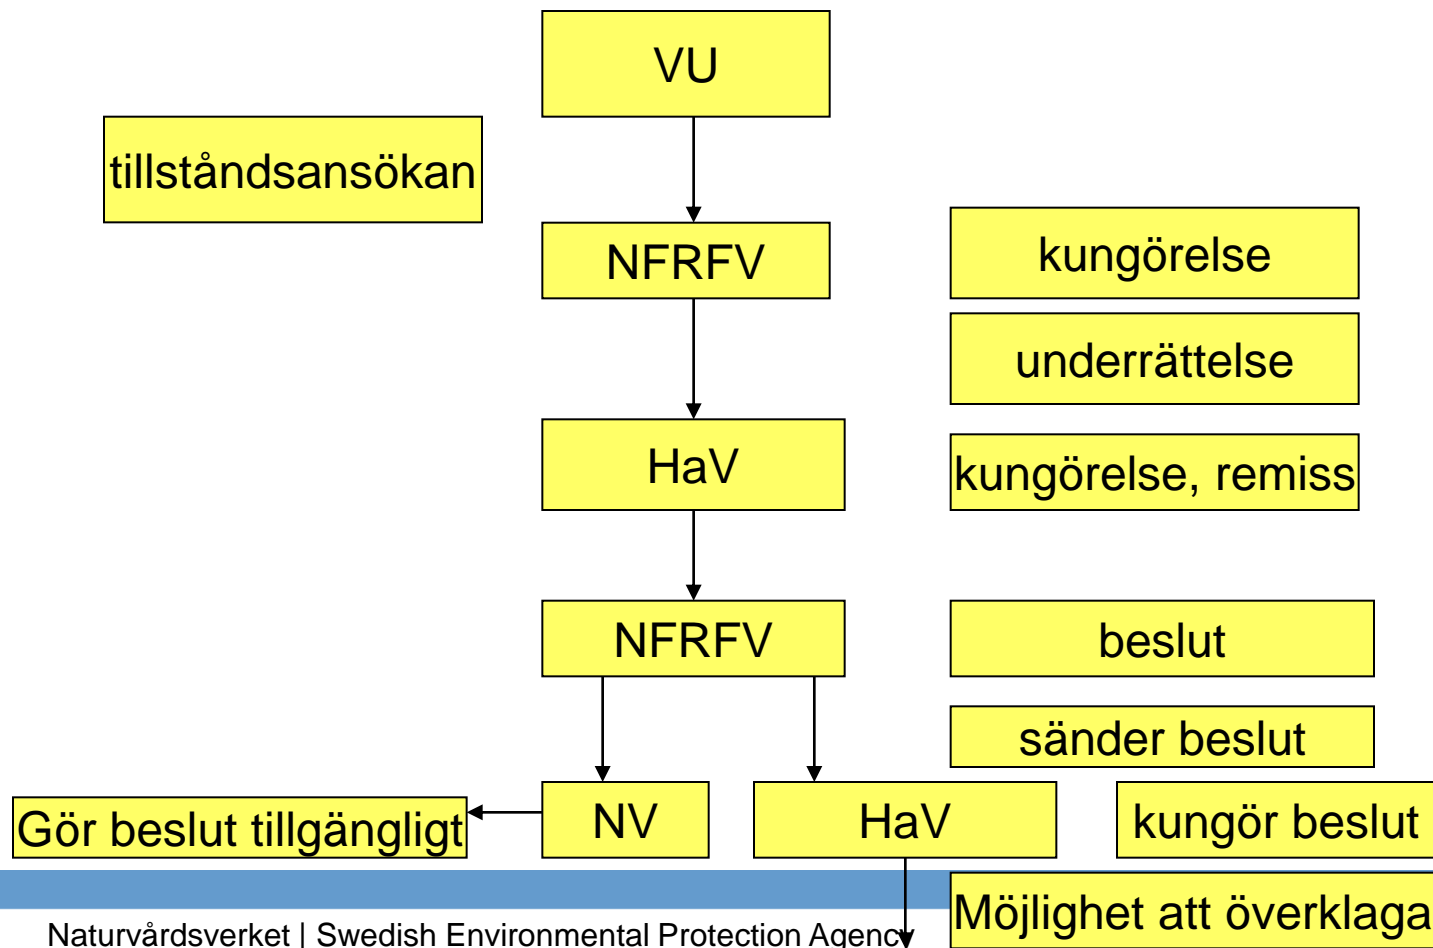 VU
tillståndsansökan
NFRFV
kungörelse
underrättelse
HaV
kungörelse, remiss
NFRFV
beslut
sänder beslut
Gör beslut tillgängligt
NV
HaV
kungör beslut
Möjlighet att överklaga
Naturvårdsverket | Swedish Environmental Protection Agency